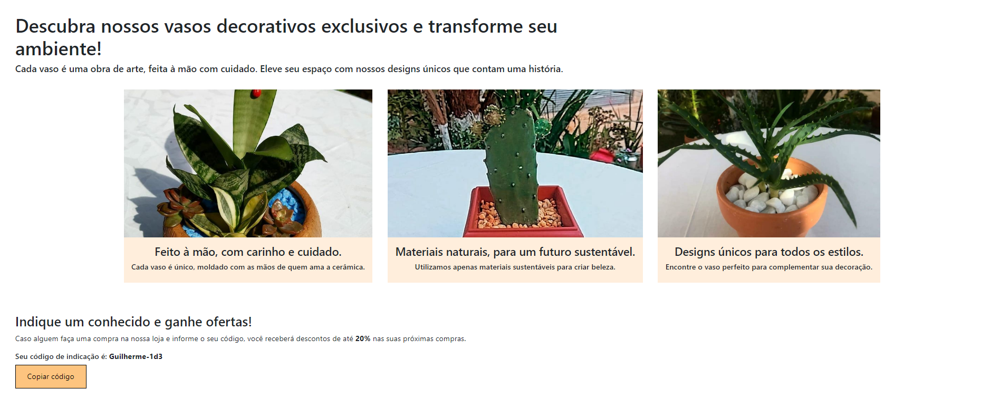 Descubra nossos vasos decorativos exclusivos e transforme seu
ambiente!
Cada vaso é uma obra de arte, feita à mão com cuidado. Eleve seu espaço com nossos designs únicos que contam uma história.
Feito à mão, com carinho e cuidado.
Cada vaso é único, moldado com as mãos de quem ama a cerâmica.
Materiais naturais, para um futuro sustentável.
Utilizamos apenas materiais sustentáveis para criar beleza.
Designs únicos para todos os estilos.
Encontre o vaso perfeito para complementar sua decoração.
Indique um conhecido e ganhe ofertas!
Caso alguem faça uma compra na nossa loja e informe o seu código, você receberá descontos de até 20% nas suas próximas compras.
Seu código de indicação é: Guilherme-1d3
Copiar código